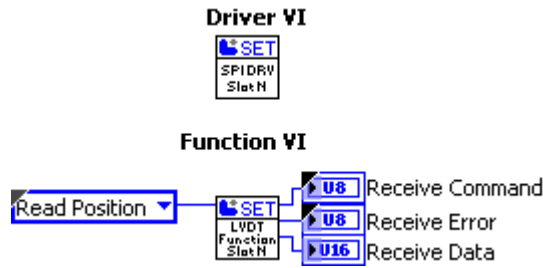 Driver VI
SET
SPIDRV
Slot N
Function VI
Read Position
SET
LVDT
Function
Slot N
U8 Receive Command
U8 Receive Error
U16 Receive Data